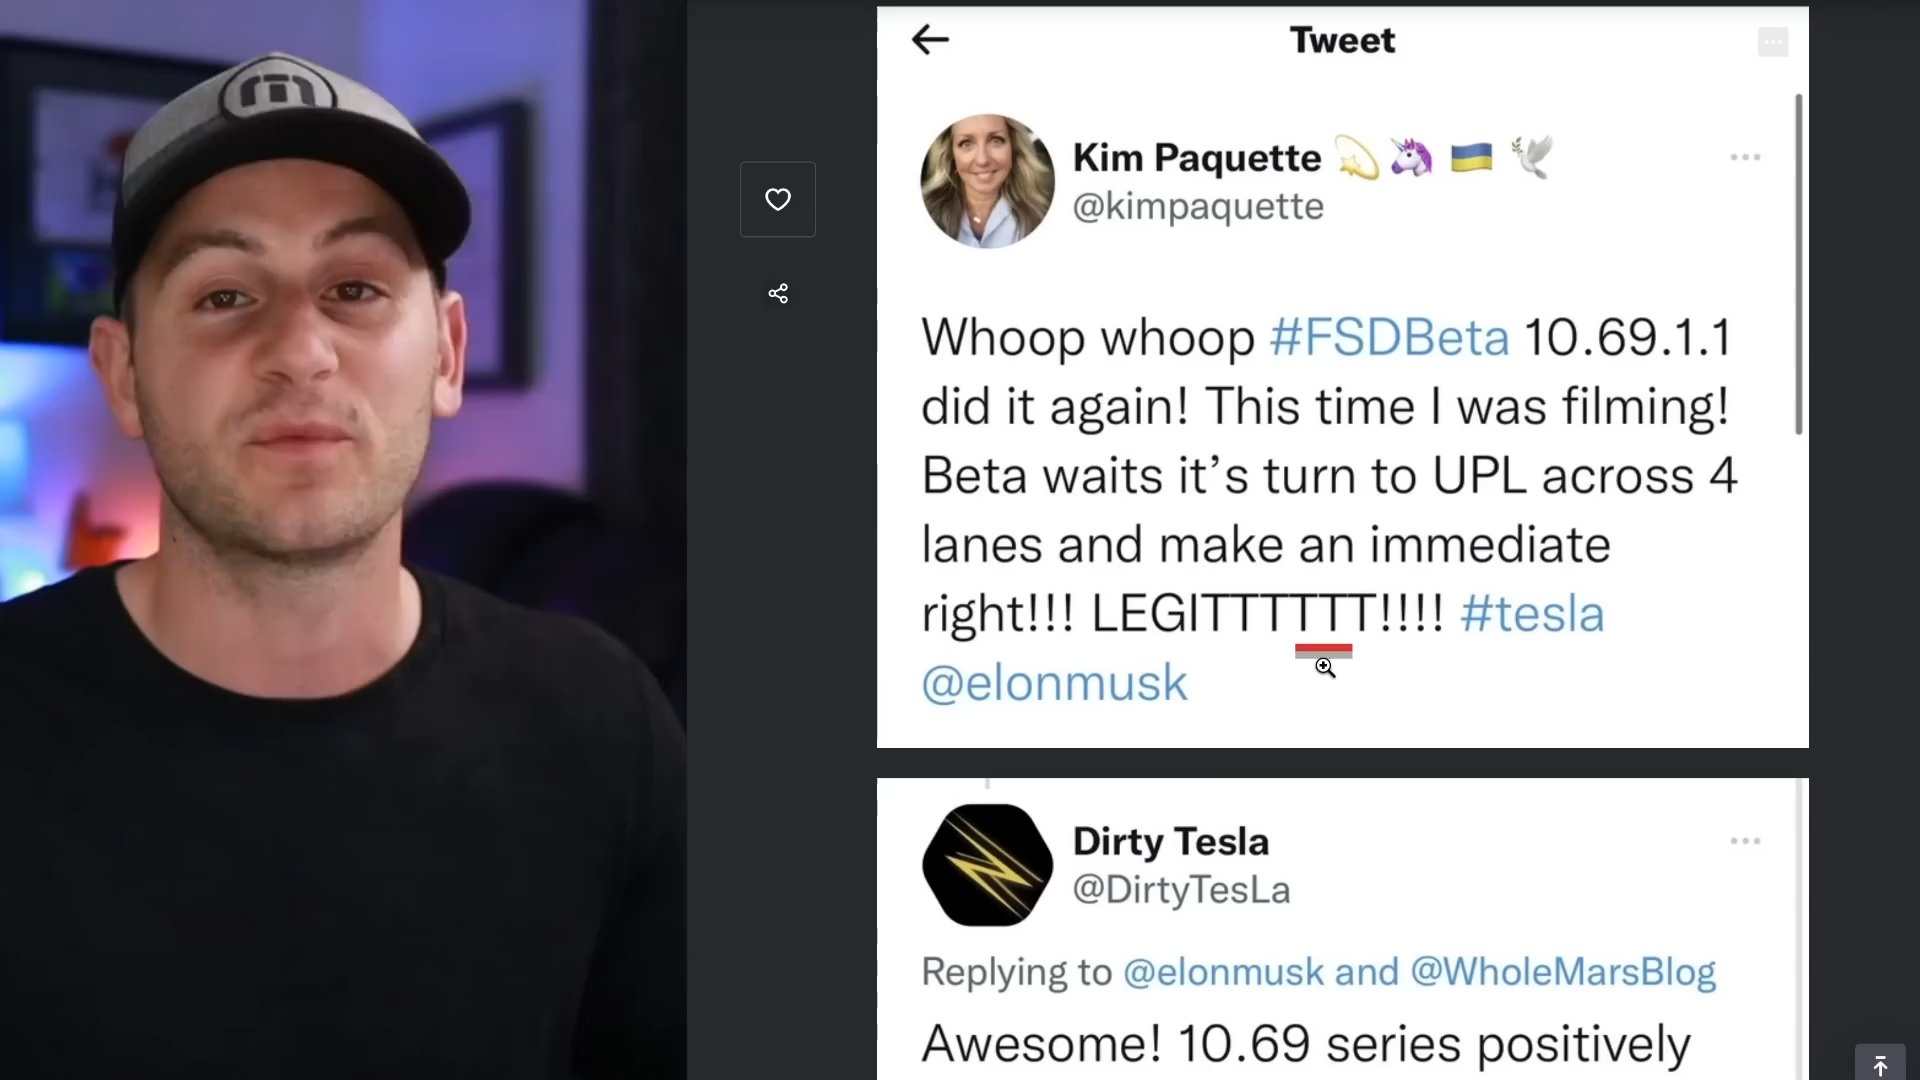 Tweet
Kim Paquette
@kimpaquette
Whoop whoop #FSDBeta 10.69.1.1
did it again! This time I was filming!
Beta waits it’s turn to UPL across 4
lanes and make an immediate
right!!! LEGITTTTTT!!!! #tesla
@elonmusk
Dirty Tesla
@DirtyTesLa
Replying to @elonmusk and @WholeMarsBlog
Awesome! 10.69 series positively